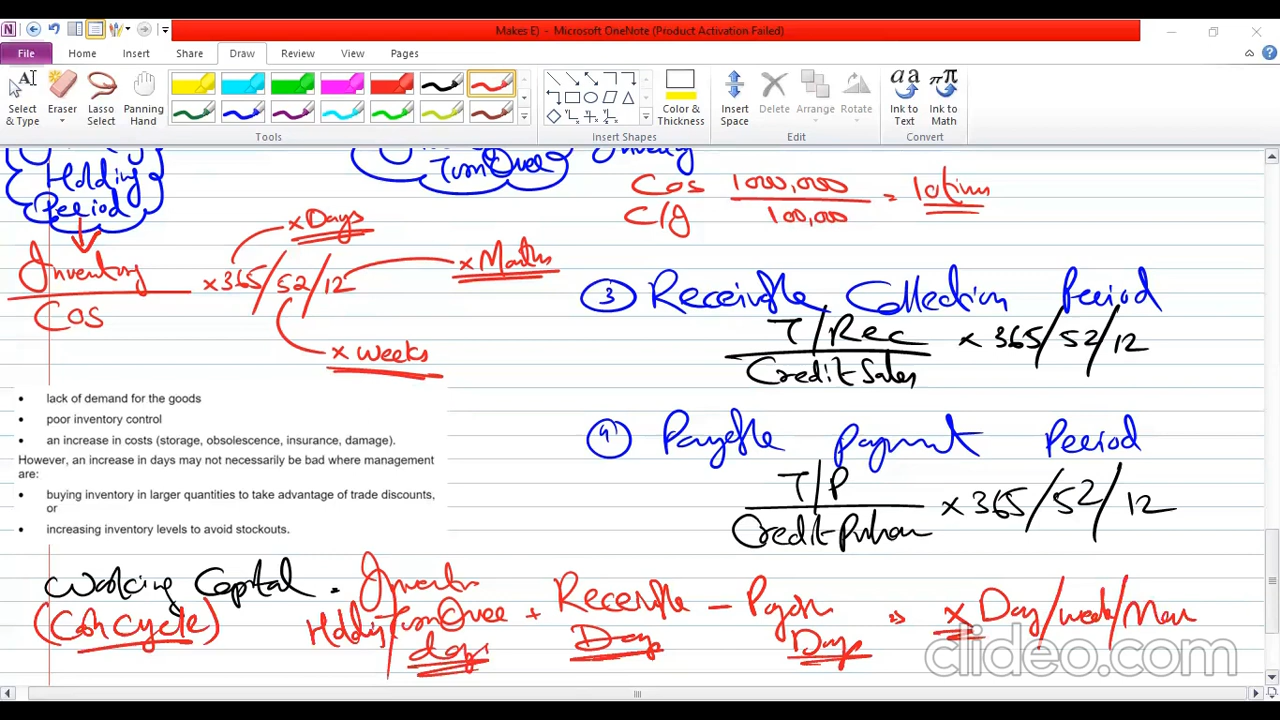 Makes E) - Microsoft OneNote (Product Activation Failed)
File Home Insert Share Draw Review View Pages
Select & Type
Eraser
Lasso Select
Panning Hand
Color & Thickness
Insert Space
Delete
Arrange
Rotate
Ink to Text
Ink to Math
Tools
Insert Shapes
Edit
Convert
Holding
Period
TurnOver
Cos 1000,000 = 10 tim
C/g 100,000
Inventory
COS
x365/52/12
x Days
x Months
x weeks
3 Receivable Collection Period
T/Rec
Credit Sales
x 365/52/12
4 Payable Payment Period
T/P
Credit
x 365/52/12
• lack of demand for the goods
• poor inventory control
• an increase in costs (storage, obsolescence, insurance, damage).
However, an increase in days may not necessarily be bad where management
are:
• buying inventory in larger quantities to take advantage of trade discounts,
or
• increasing inventory levels to avoid stockouts.
Working Capital =
(Cash Cycle)
Holding/TurnOver
days
+ Receivable
Days
-
Days
x Day/week/
clideo.com